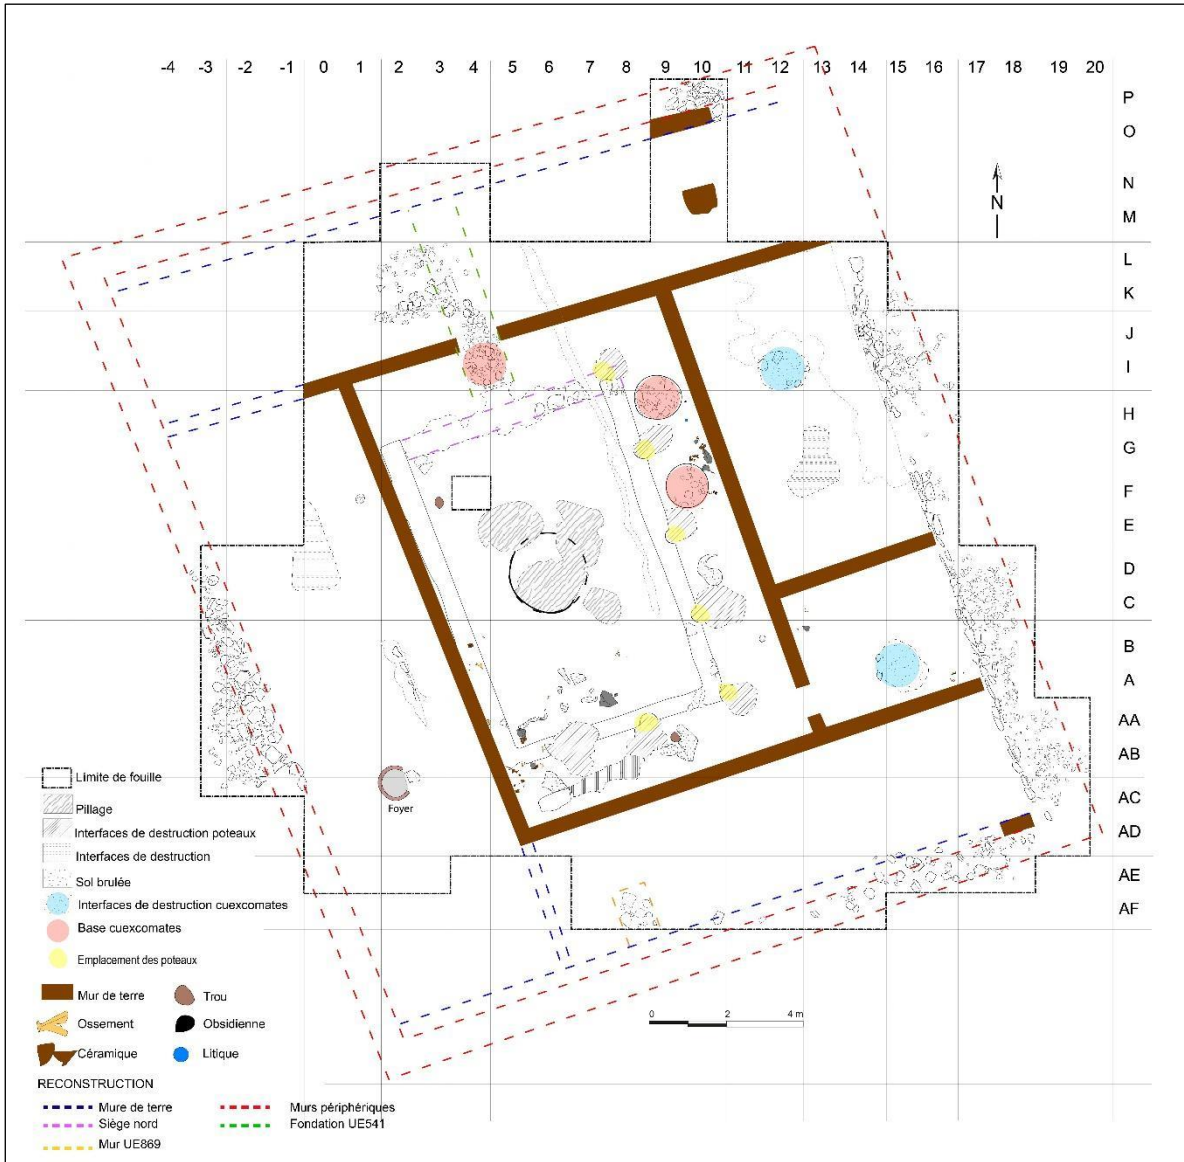 -4 -3 -2 -1 0 1 2 3 4 5 6 7 8 9 10 11 12 13 14 15 16 17 18 19 20
P
O
N
M
N
L
K
J
I
H
G
F
E
D
C
B
A
AA
AB
AC
AD
AE
AF
Foyer
Limite de fouille
Pillage
Interfaces de destruction poteaux
Interfaces de destruction
Sol brulée
Interfaces de destruction cuexcomates
Base cuexcomates
Emplacement des poteaux
Mur de terre
Trou
Ossement
Obsidienne
Céramique
Litique
0 2 4 m
RECONSTRUCTION
Mure de terre
Murs périphériques
Siège nord
Fondation UE541
Mur UE869